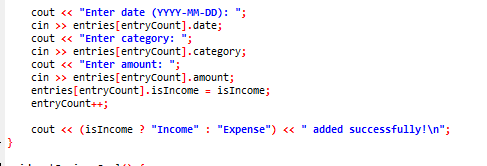 cout << "Enter date (YYYY-MM-DD): ";
cin >> entries[entryCount].date;
cout << "Enter category: ";
cin >> entries[entryCount].category;
cout << "Enter amount: ";
cin >> entries[entryCount].amount;
entries[entryCount].isIncome = isIncome;
entryCount++;
cout << (isIncome ? "Income" : "Expense") << " added successfully!\n";
}